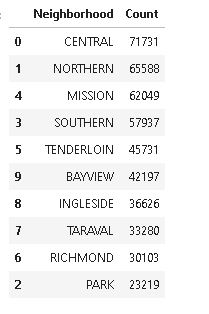 Neighborhood Count
0 CENTRAL 71731
1 NORTHERN 65588
4 MISSION 62049
3 SOUTHERN 57937
5 TENDERLOIN 45731
9 BAYVIEW 42197
8 INGLESIDE 36626
7 TARAVAL 33280
6 RICHMOND 30103
2 PARK 23219